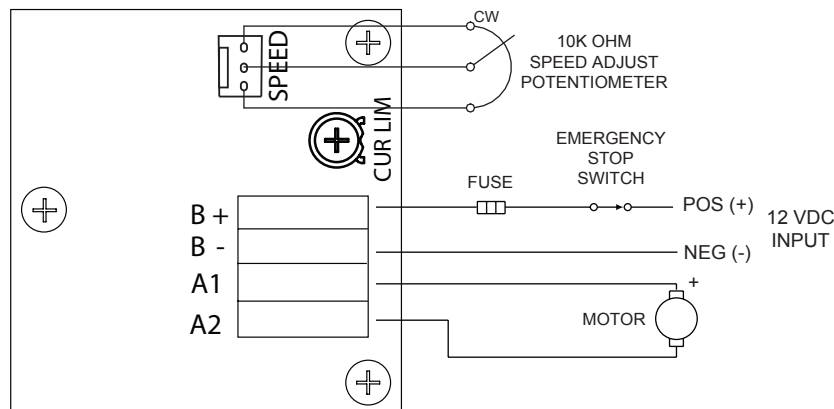 CW
10K OHM
SPEED ADJUST
POTENTIOMETER
SPEED
CUR LIM
EMERGENCY
STOP
SWITCH
FUSE
B +
POS (+)
12 VDC
INPUT
B -
NEG (-)
A1
+
A2
MOTOR